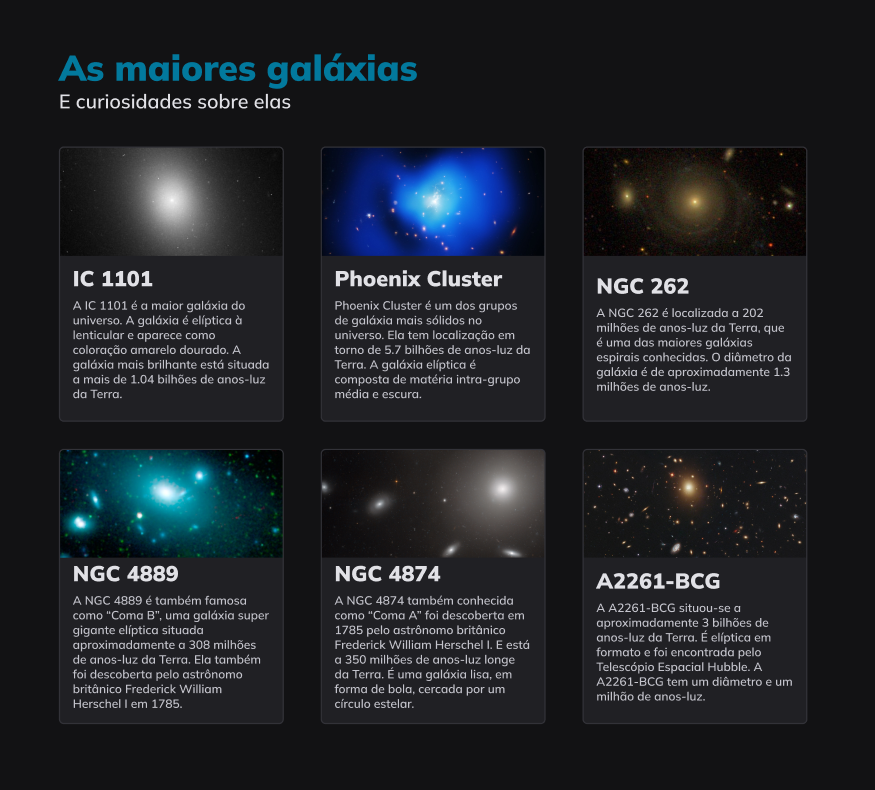 As maiores galáxias
E curiosidades sobre elas
IC 1101
A IC 1101 é a maior galáxia do
universo. A galáxia é elíptica à
lenticular e aparece como
coloração amarelo dourado. A
galáxia mais brilhante está situada
a mais de 1.04 bilhões de anos-luz
da Terra.
Phoenix Cluster
Phoenix Cluster é um dos grupos
de galáxia mais sólidos no
universo. Ela tem localização em
torno de 5.7 bilhões de anos-luz da
Terra. A galáxia elíptica é
composta de matéria intra-grupo
média e escura.
NGC 262
A NGC 262 é localizada a 202
milhões de anos-luz da Terra, que
é uma das maiores galáxias
espirais conhecidas. O diâmetro da
galáxia é de aproximadamente 1.3
milhões de anos-luz.
NGC 4889
A NGC 4889 é também famosa
como “Coma B”, uma galáxia super
gigante elíptica situada
aproximadamente a 308 milhões
de anos-luz da Terra. Ela também
foi descoberta pelo astrônomo
britânico Frederick William
Herschel I em 1785.
NGC 4874
A NGC 4874 também conhecida
como “Coma A” foi descoberta em
1785 pelo astrônomo britânico
Frederick William Herschel I. E está
a 350 milhões de anos-luz longe
da Terra. É uma galáxia lisa, em
forma de bola, cercada por um
círculo estelar.
A2261-BCG
A A2261-BCG situou-se a
aproximadamente 3 bilhões de
anos-luz da Terra. É elíptica em
formato e foi encontrada pelo
Telescópio Espacial Hubble. A
A2261-BCG tem um diâmetro e um
milhão de anos-luz.